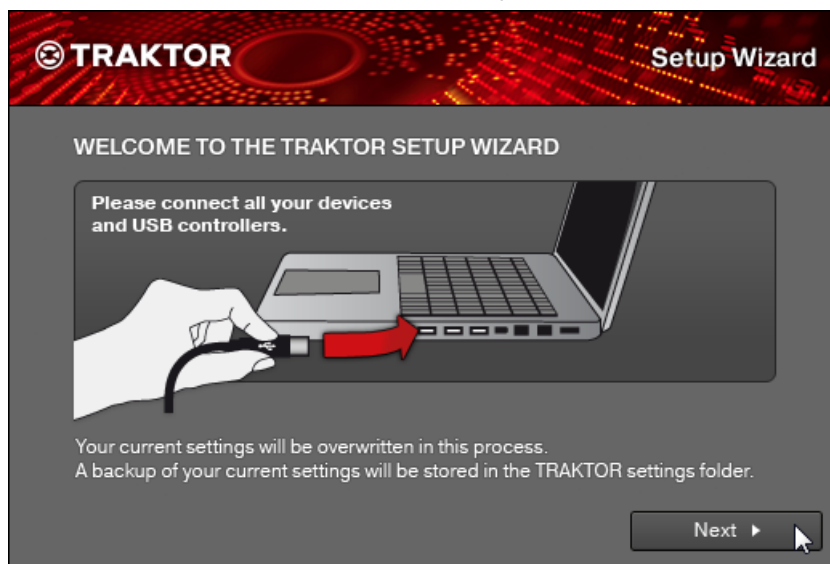 TRAKTOR
Setup Wizard
WELCOME TO THE TRAKTOR SETUP WIZARD
Please connect all your devices
and USB controllers.
Your current settings will be overwritten in this process.
A backup of your current settings will be stored in the TRAKTOR settings folder.
Next